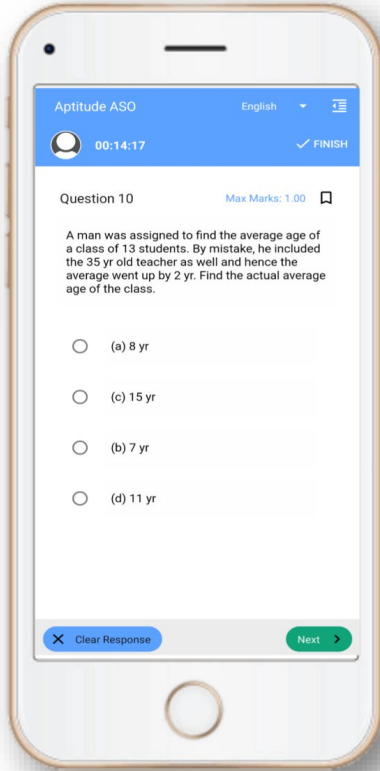 Aptitude ASO English
00:14:17 FINISH
Question 10 Max Marks: 1.00
A man was assigned to find the average age of
a class of 13 students. By mistake, he included
the 35 yr old teacher as well and hence the
average went up by 2 yr. Find the actual average
age of the class.
(a) 8 yr
(c) 15 yr
(b) 7 yr
(d) 11 yr
Clear Response Next